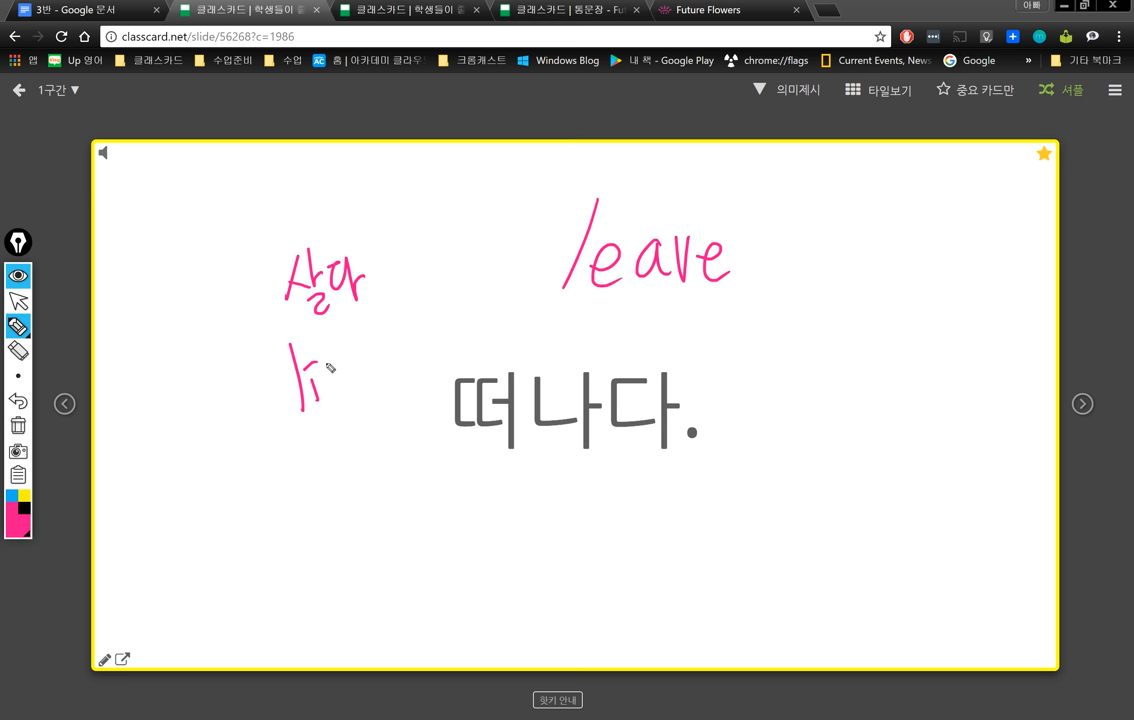 3반 - Google 문서
클래스카드 | 학생들이
클래스카드 | 학생들이
클래스카드 | 통문장 - Fu
Future Flowers
아빠
classcard.net/slide/56268?c=1986
앱
Up 영어
클래스카드
수업준비
수업
홈 | 아카데미 클라우
크롬캐스트
Windows Blog
내 책 - Google Play
chrome://flags
Current Events, News
Google
»
기타 북마크
1구간 ▼
▼ 의미제시
타일보기
중요 카드만
셔플
leave
떠나다.
핫키 안내